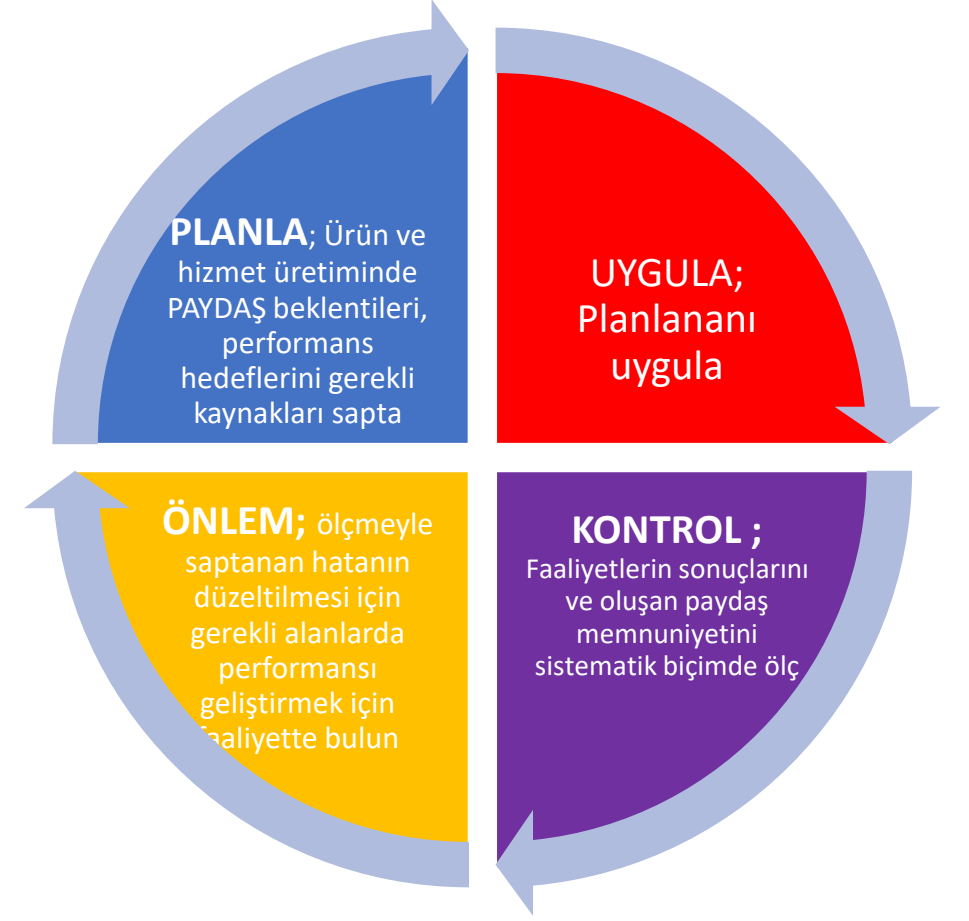 PLANLA; Ürün ve
hizmet üretiminde
PAYDAŞ beklentileri,
performans
hedeflerini gerekli
kaynakları sapta
UYGULA;
Planlananı
uygula
KONTROL ;
Faaliyetlerin sonuçlarını
ve oluşan paydaş
memnuniyetini
sistematik biçimde ölç
ÖNLEM; ölçmeyle
saptanan hatanın
düzeltilmesi için
gerekli alanlarda
performansı
geliştirmek için
faaliyette bulun